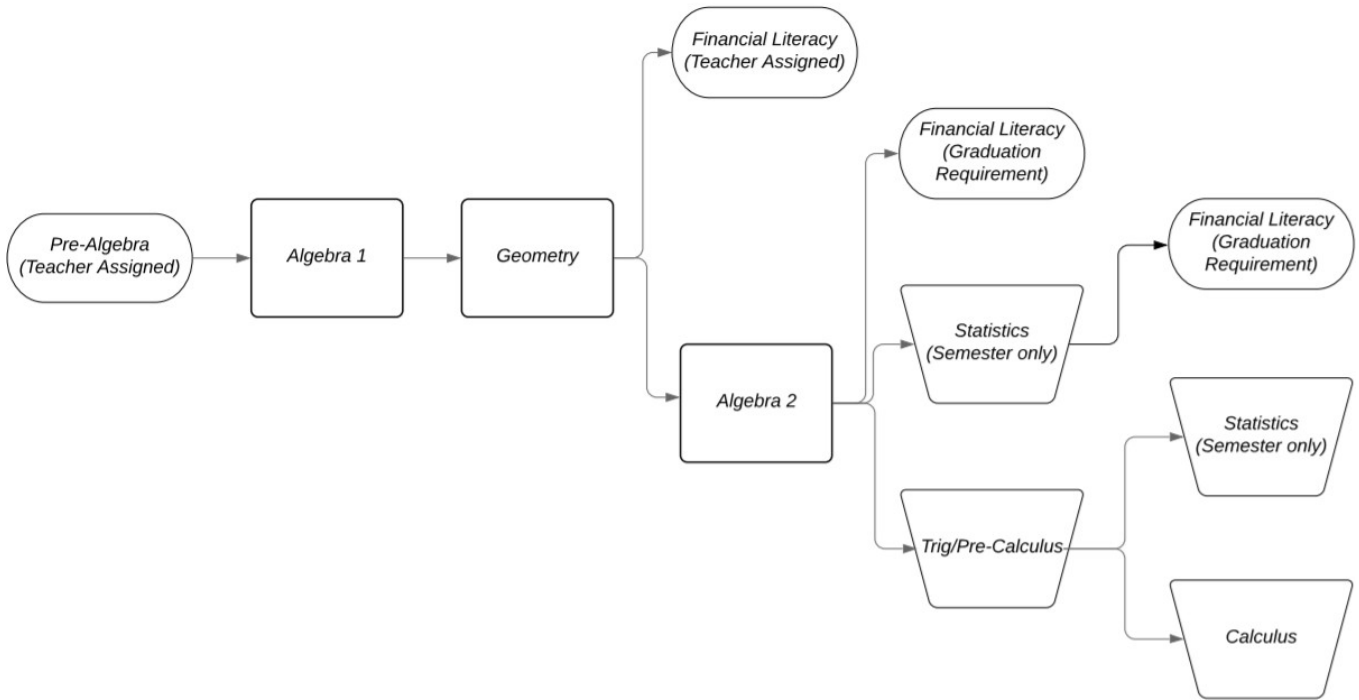 Financial Literacy
(Teacher Assigned)
Financial Literacy
(Graduation
Requirement)
Pre-Algebra
(Teacher Assigned)
Algebra 1
Geometry
Financial Literacy
(Graduation
Requirement)
Statistics
(Semester only)
Algebra 2
Statistics
(Semester only)
Trig/Pre-Calculus
Calculus